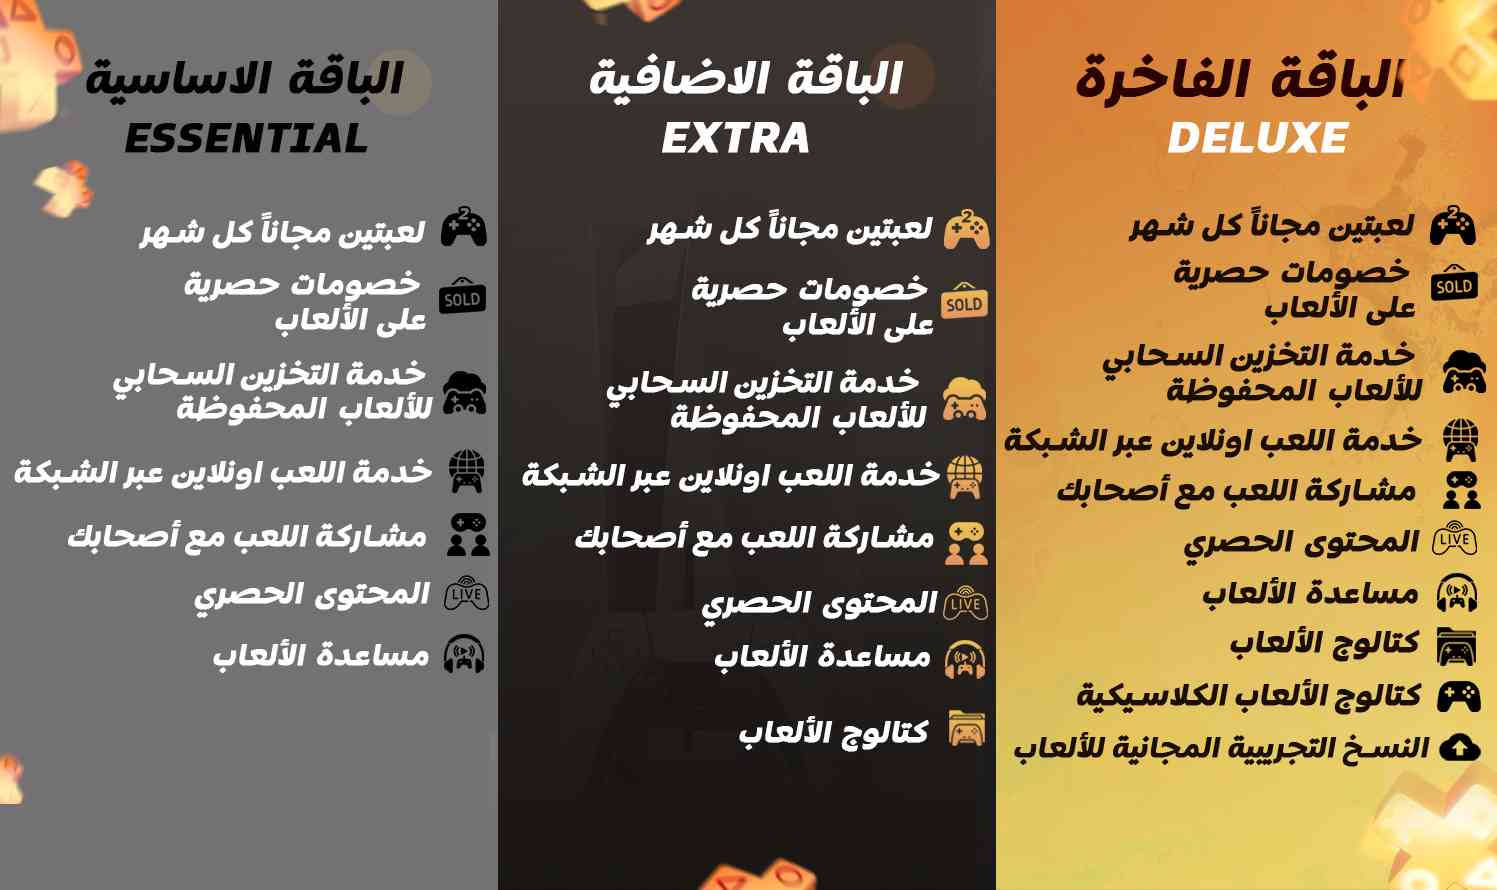 الباقة الفاخرة
DELUXE
2
لعبتين مجاناً كل شهر
خصومات حصرية
على الألعاب
SOLD
خدمة التخزين السحابي
للألعاب المحفوظة
خدمة اللعب اونلاين عبر الشبكة
مشاركة اللعب مع أصحابك
المحتوى الحصري
LIVE
مساعدة الألعاب
كتالوج الألعاب
كتالوج الألعاب الكلاسيكية
النسخ التجريبية المجانية للألعاب
الباقة الاضافية
EXTRA
2
لعبتين مجاناً كل شهر
خصومات حصرية
على الألعاب
SOLD
خدمة التخزين السحابي
للألعاب المحفوظة
خدمة اللعب اونلاين عبر الشبكة
مشاركة اللعب مع أصحابك
المحتوى الحصري
LIVE
مساعدة الألعاب
كتالوج الألعاب
الباقة الاساسية
ESSENTIAL
2
لعبتين مجاناً كل شهر
خصومات حصرية
على الألعاب
SOLD
خدمة التخزين السحابي
للألعاب المحفوظة
خدمة اللعب اونلاين عبر الشبكة
مشاركة اللعب مع أصحابك
المحتوى الحصري
LIVE
مساعدة الألعاب